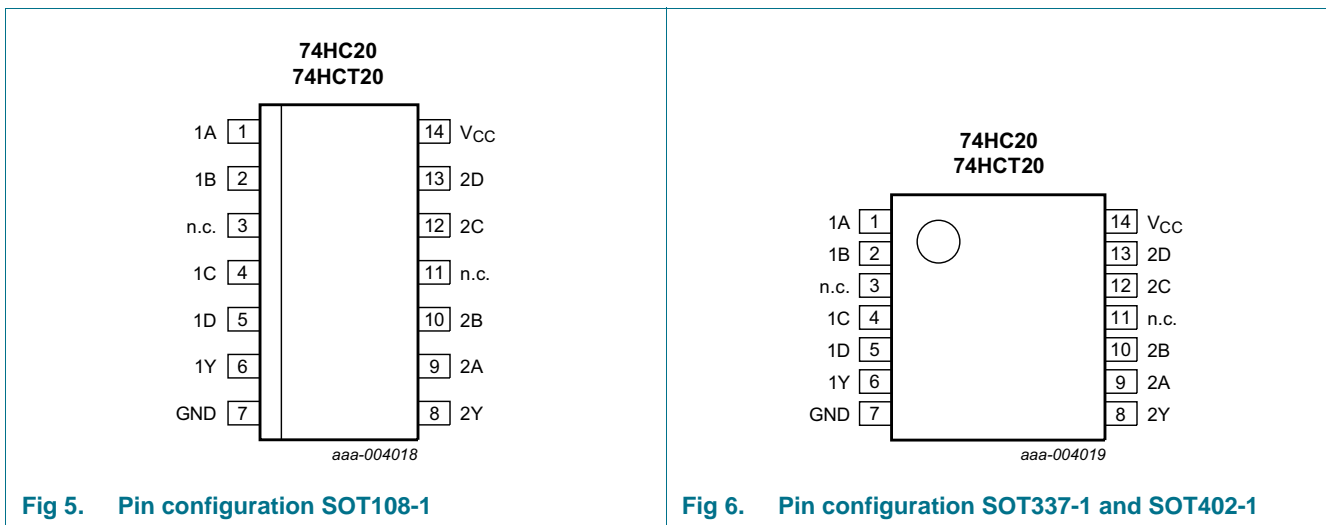 74HC20
74HCT20
1A 1 14 VCC
1B 2 13 2D
n.c. 3 12 2C
1C 4 11 n.c.
1D 5 10 2B
1Y 6 9 2A
GND 7 8 2Y
aaa-004018
Fig 5. Pin configuration SOT108-1
74HC20
74HCT20
1A 1 14 VCC
1B 2 13 2D
n.c. 3 12 2C
1C 4 11 n.c.
1D 5 10 2B
1Y 6 9 2A
GND 7 8 2Y
aaa-004019
Fig 6. Pin configuration SOT337-1 and SOT402-1